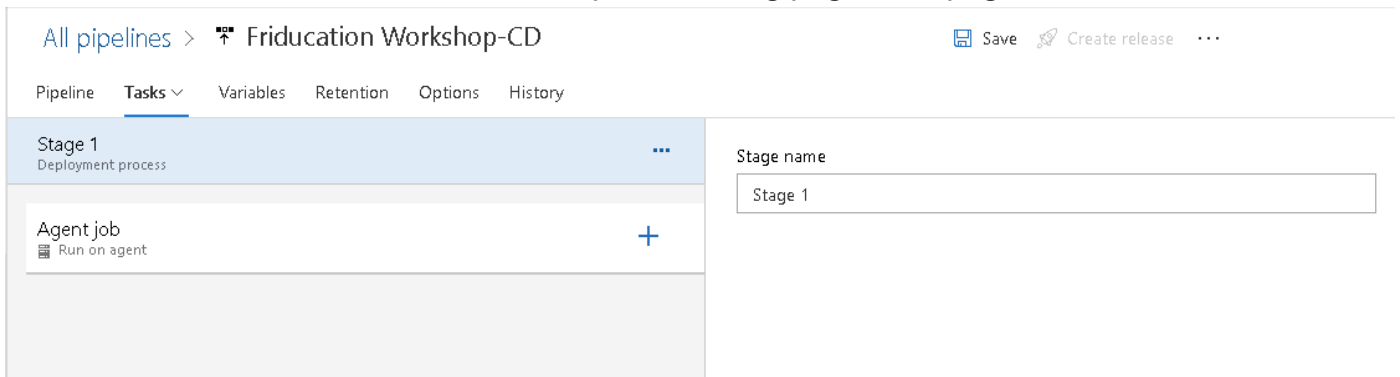 All pipelines > Friducation Workshop-CD
Save Create release ...
Pipeline Tasks Variables Retention Options History
Stage 1
Deployment process
...
Agent job
Run on agent
+
Stage name
Stage 1